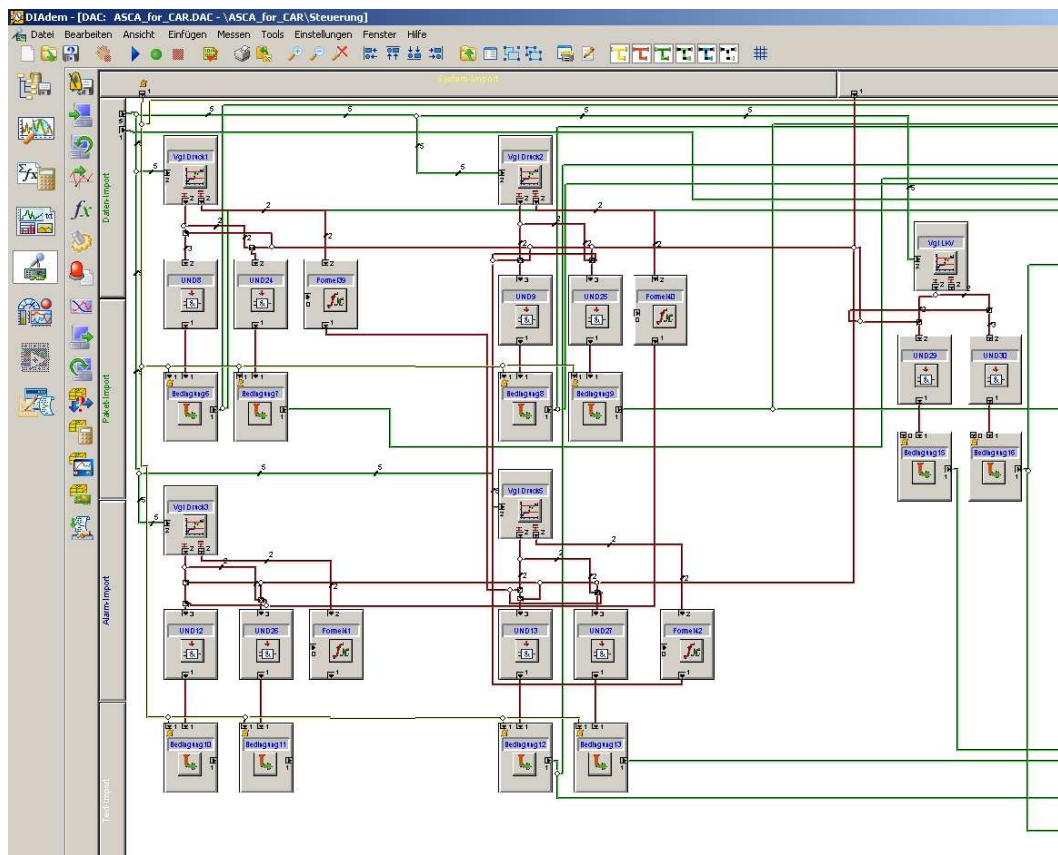 DIAdem - [DAC: ASCA_for_CAR.DAC - \ASCA_for_CAR\Steuerung]
Datei Bearbeiten Ansicht Einfügen Messen Tools Einstellungen Fenster Hilfe
System-Import
Daten-Import
Paket-Import
Alarm-Import
Text-Import
Vgl.Druck1
Vgl.Druck2
Vgl.LKV
UND8
UND24
Formel39
UND9
UND25
Formel40
UND29
UND30
Bedingung6
Bedingung7
Bedingung8
Bedingung9
Bedingung15
Bedingung16
Vgl.Druck3
Vgl.Druck5
UND12
UND26
Formel41
UND13
UND27
Formel42
Bedingung10
Bedingung11
Bedingung12
Bedingung13